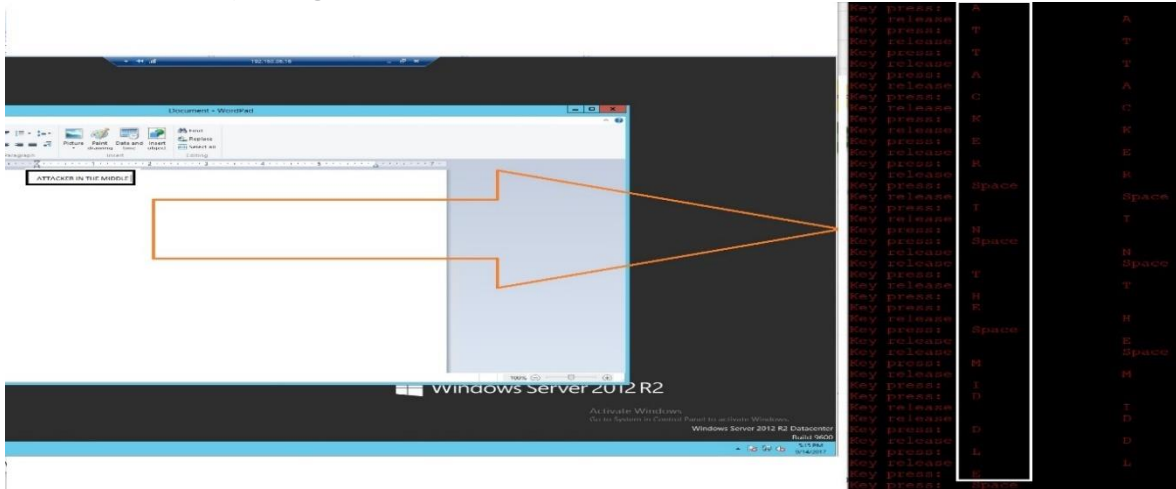 Document - WordPad
Find
Replace
Select all
Picture
Paint drawing
Date and time
Insert object
Paragraph
Insert
Editing
ATTACKER IN THE MIDDLE
100%
Windows Server 2012 R2
Activate Windows
Go to System in Control Panel to activate Windows.
Windows Server 2012 R2 Datacenter
Build 9600
5:15 PM
9/14/2017
Key press: A
Key release A
Key press: T
Key release T
Key press: T
Key release T
Key press: A
Key release A
Key press: C
Key release C
Key press: K
Key release K
Key press: E
Key release E
Key press: R
Key release R
Key press: Space
Key release Space
Key press: I
Key release I
Key press: N
Key press: Space
Key release N
Key release Space
Key press: T
Key release T
Key press: H
Key press: E
Key release H
Key press: Space
Key release E
Key release Space
Key press: M
Key release M
Key press: I
Key press: D
Key release I
Key release D
Key press: D
Key release D
Key press: L
Key release L
Key press: E
Key press: Space